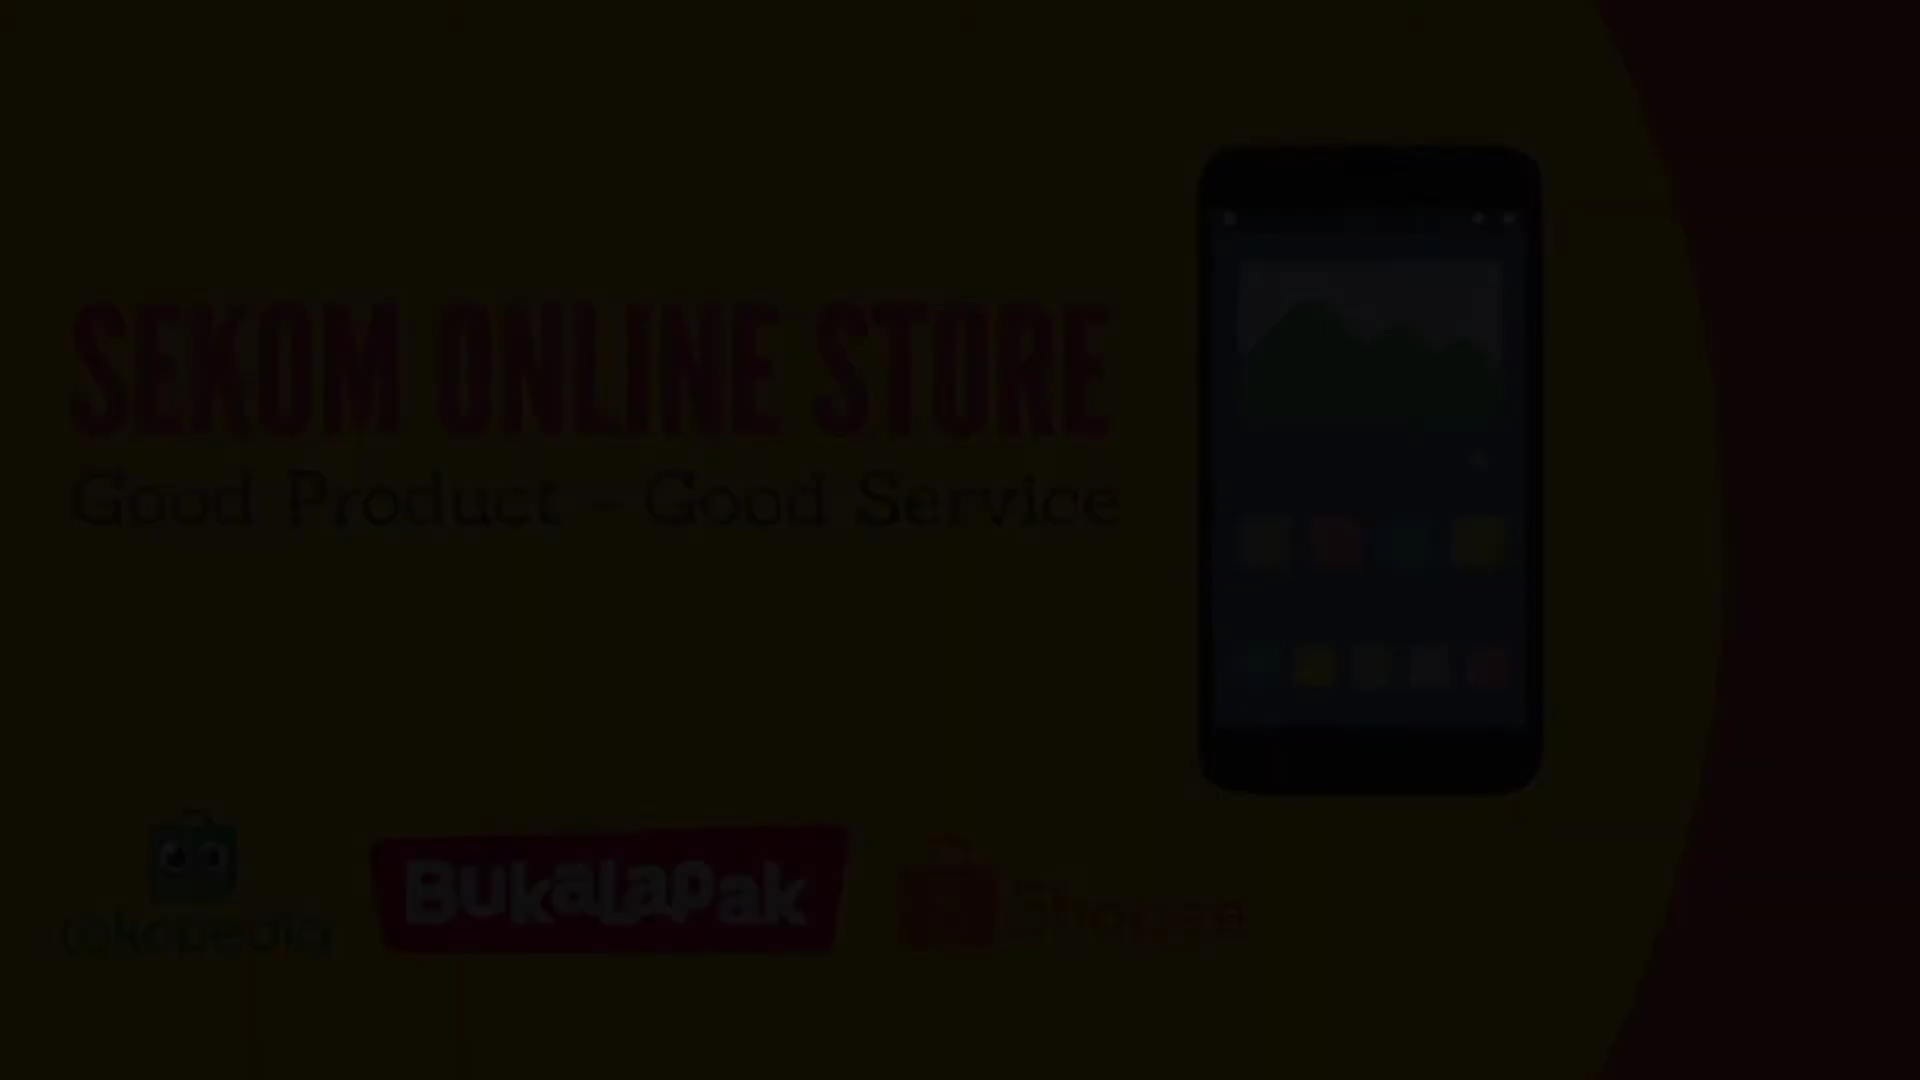 SEKOM ONLINE STORE
Good Product - Good Service
tokopedia
BukaLapak
Shopee